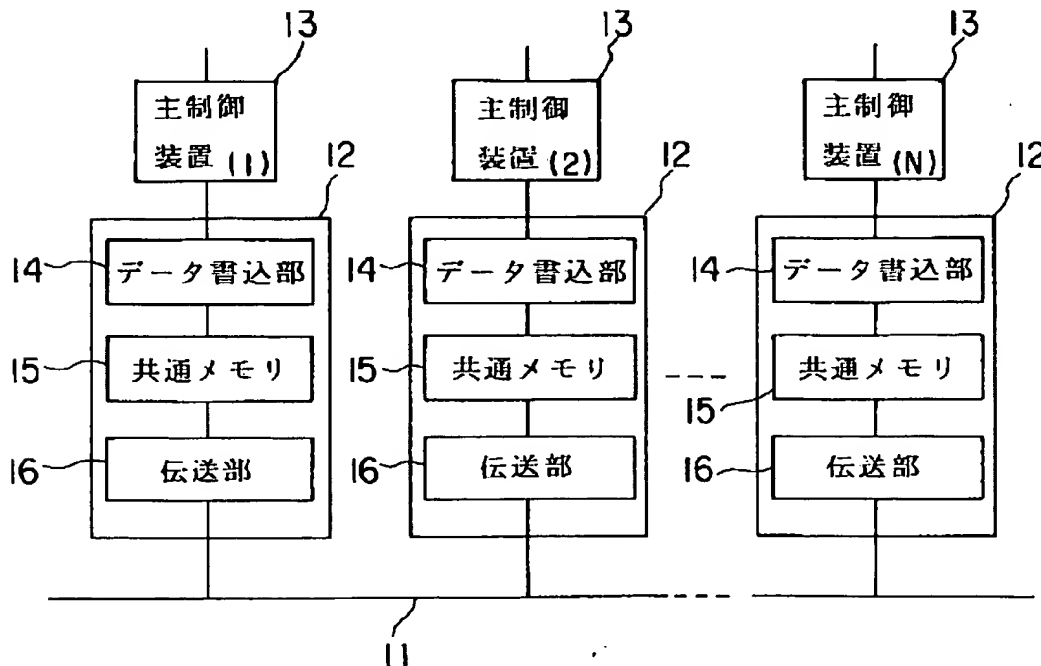 13
13
13
主制御
装置(1)
主制御
装置(2)
主制御
装置(N)
12
12
12
14
データ書込部
14
データ書込部
14
データ書込部
15
共通メモリ
15
共通メモリ
15
共通メモリ
16
伝送部
16
伝送部
16
伝送部
11